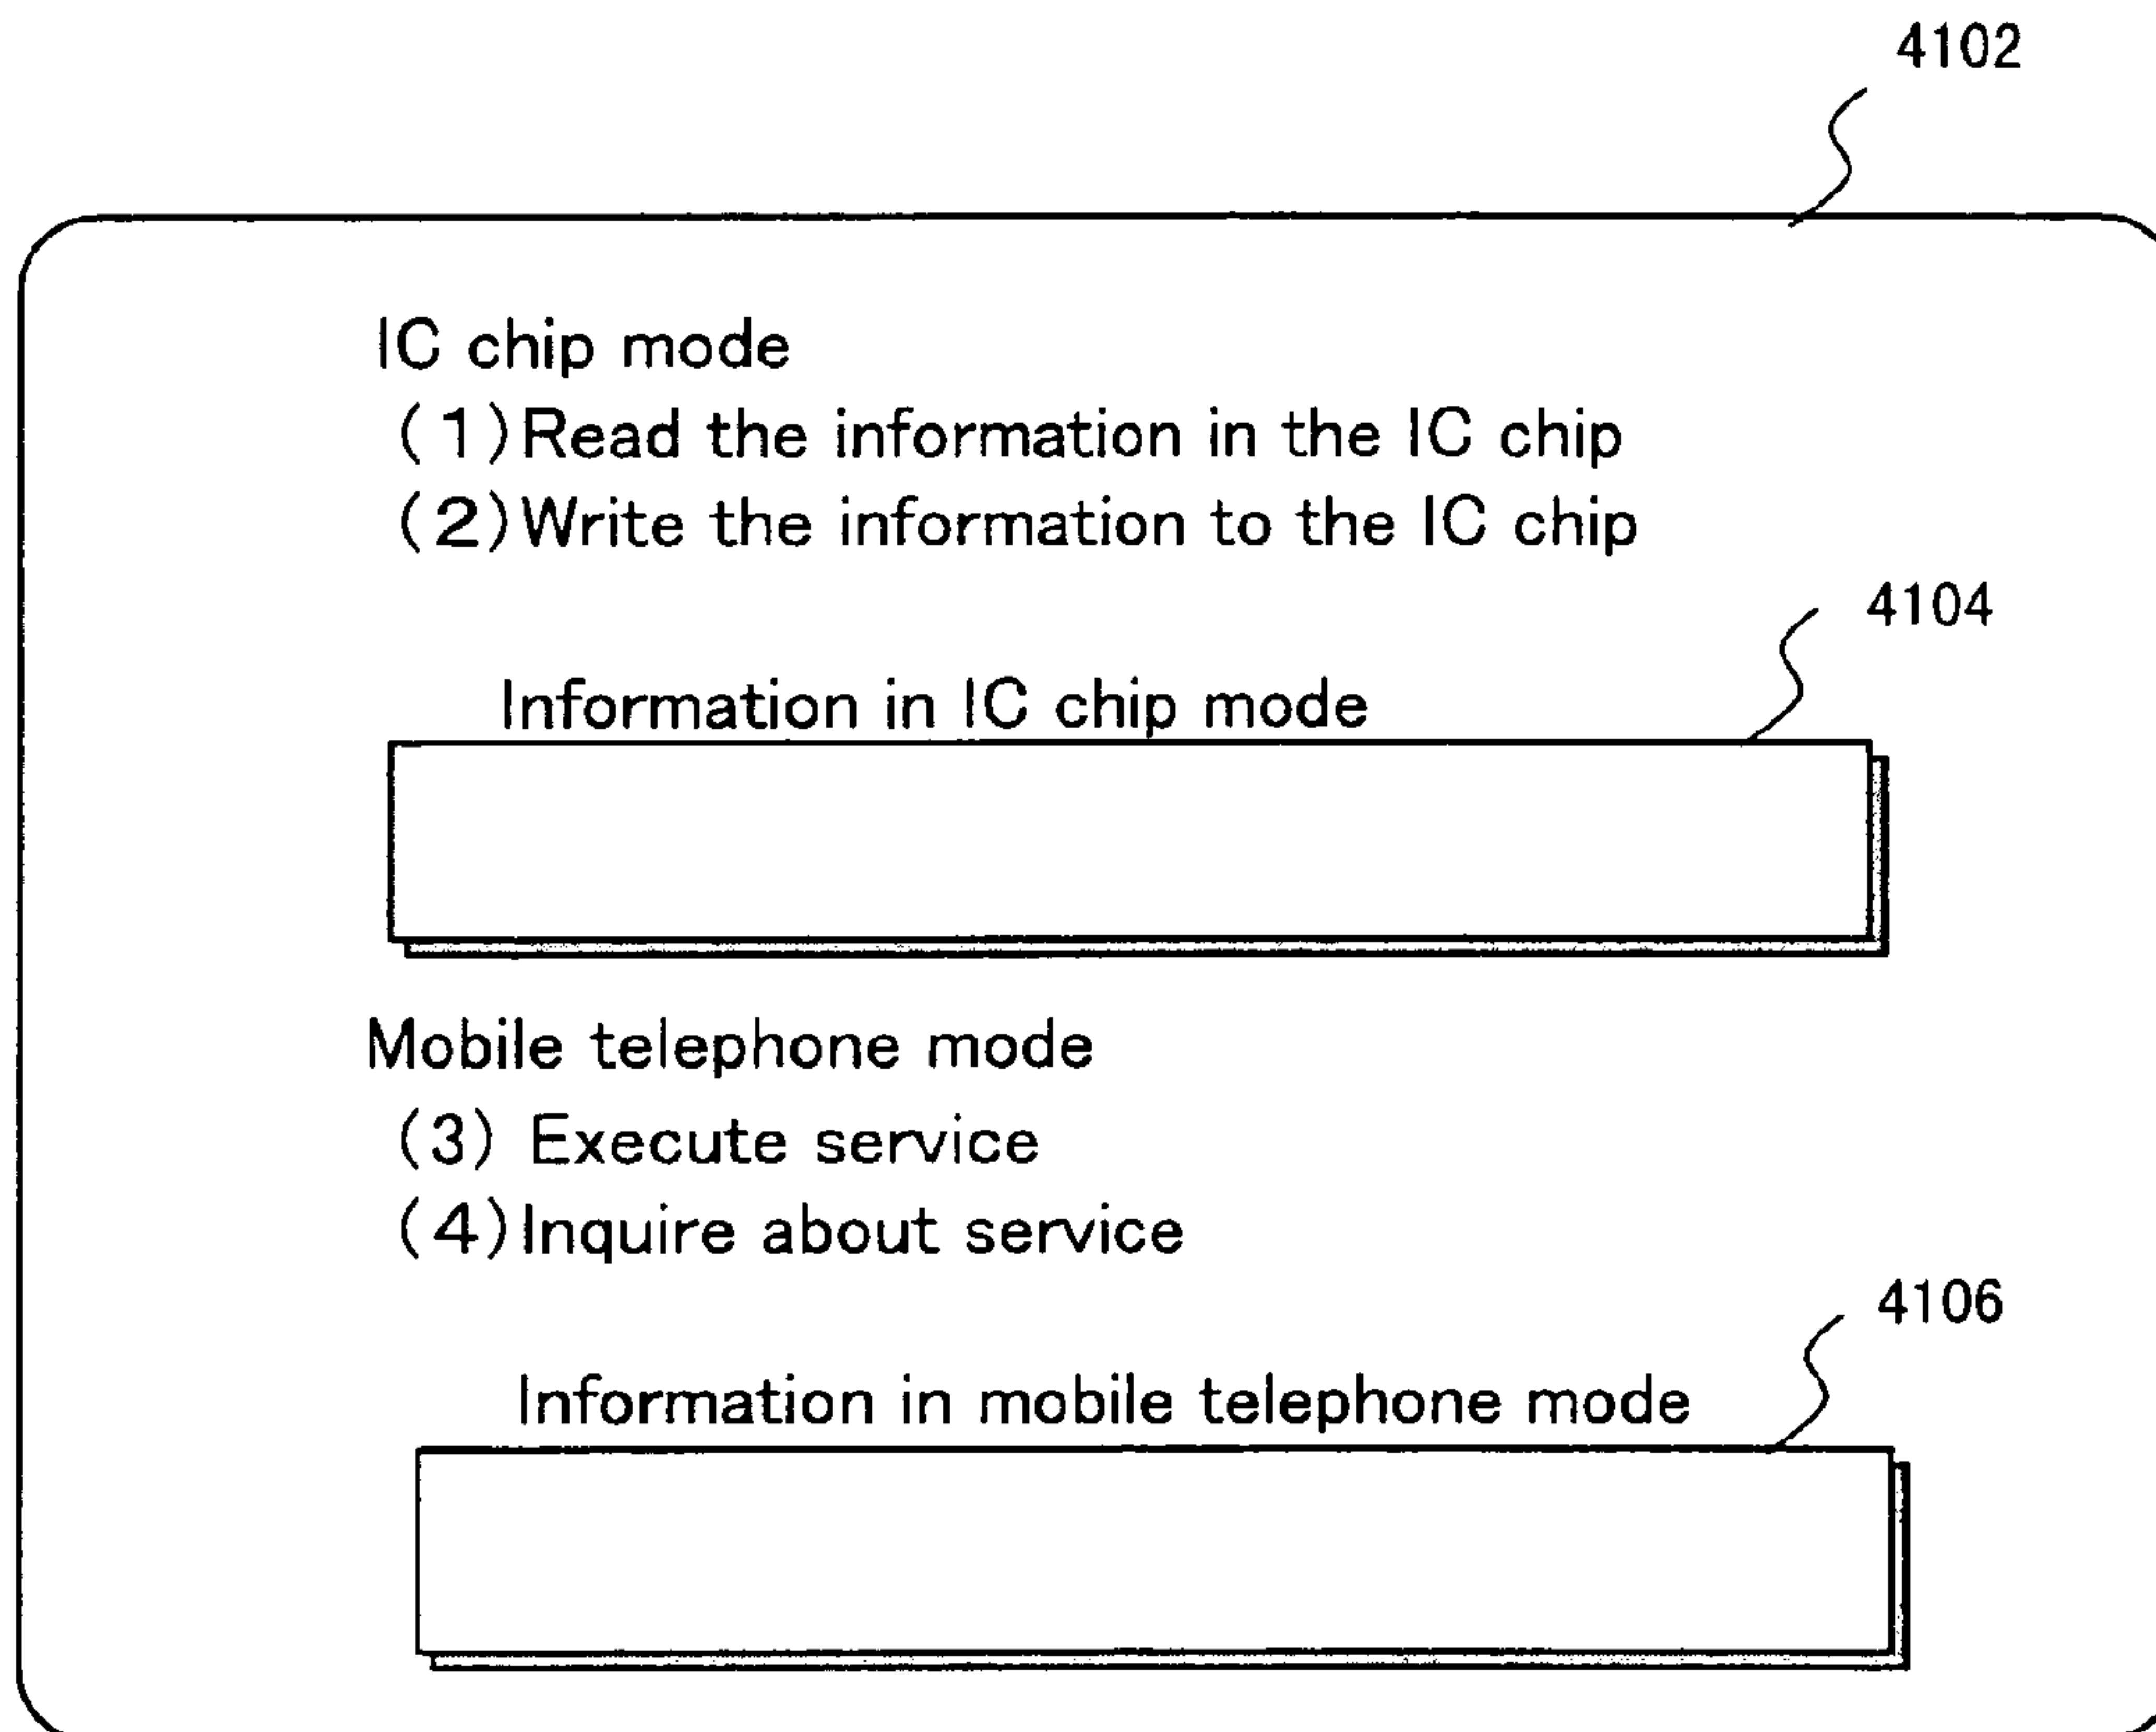 4102
IC chip mode
(1)Read the information in the IC chip
(2)Write the information to the IC chip
4104
Information in IC chip mode
Mobile telephone mode
(3) Execute service
(4)Inquire about service
4106
Information in mobile telephone mode